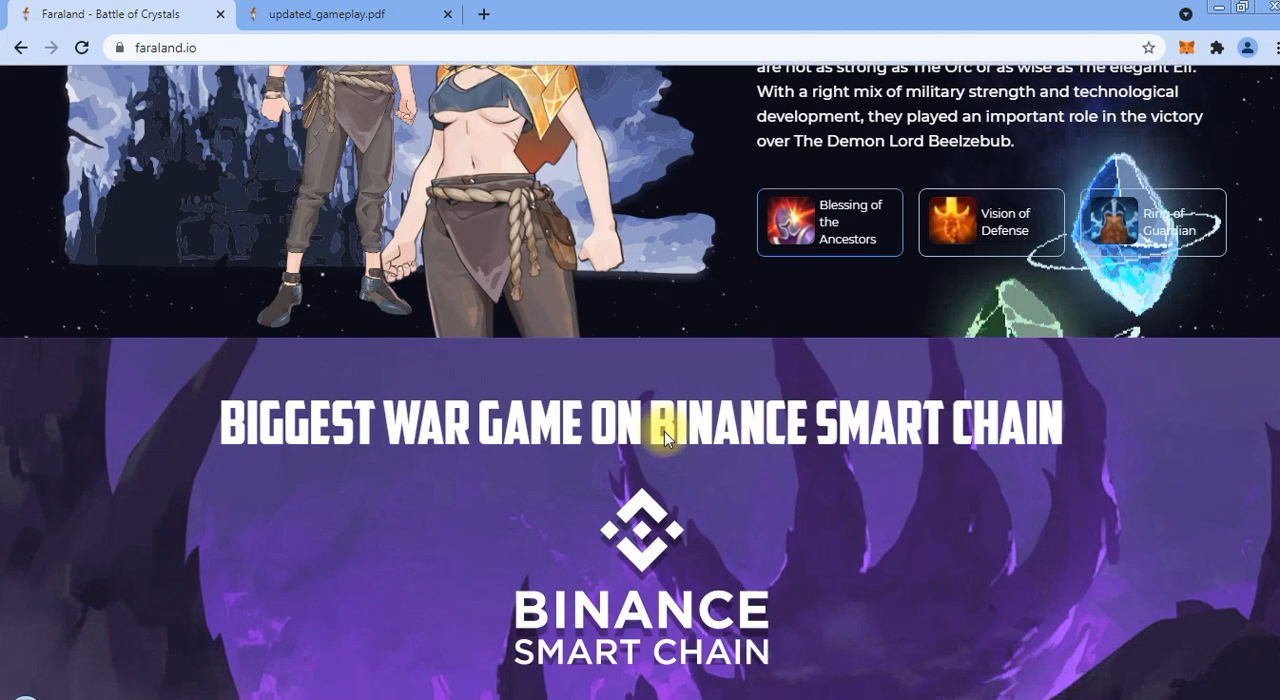 Faraland - Battle of Crystals
updated_gameplay.pdf
faraland.io
are not as strong as The Orc or as wise as The elegant Elf.
With a right mix of military strength and technological
development, they played an important role in the victory
over The Demon Lord Beelzebub.
Blessing of
the
Ancestors
Vision of
Defense
Ring of
Guardian
BIGGEST WAR GAME ON BINANCE SMART CHAIN
BINANCE
SMART CHAIN